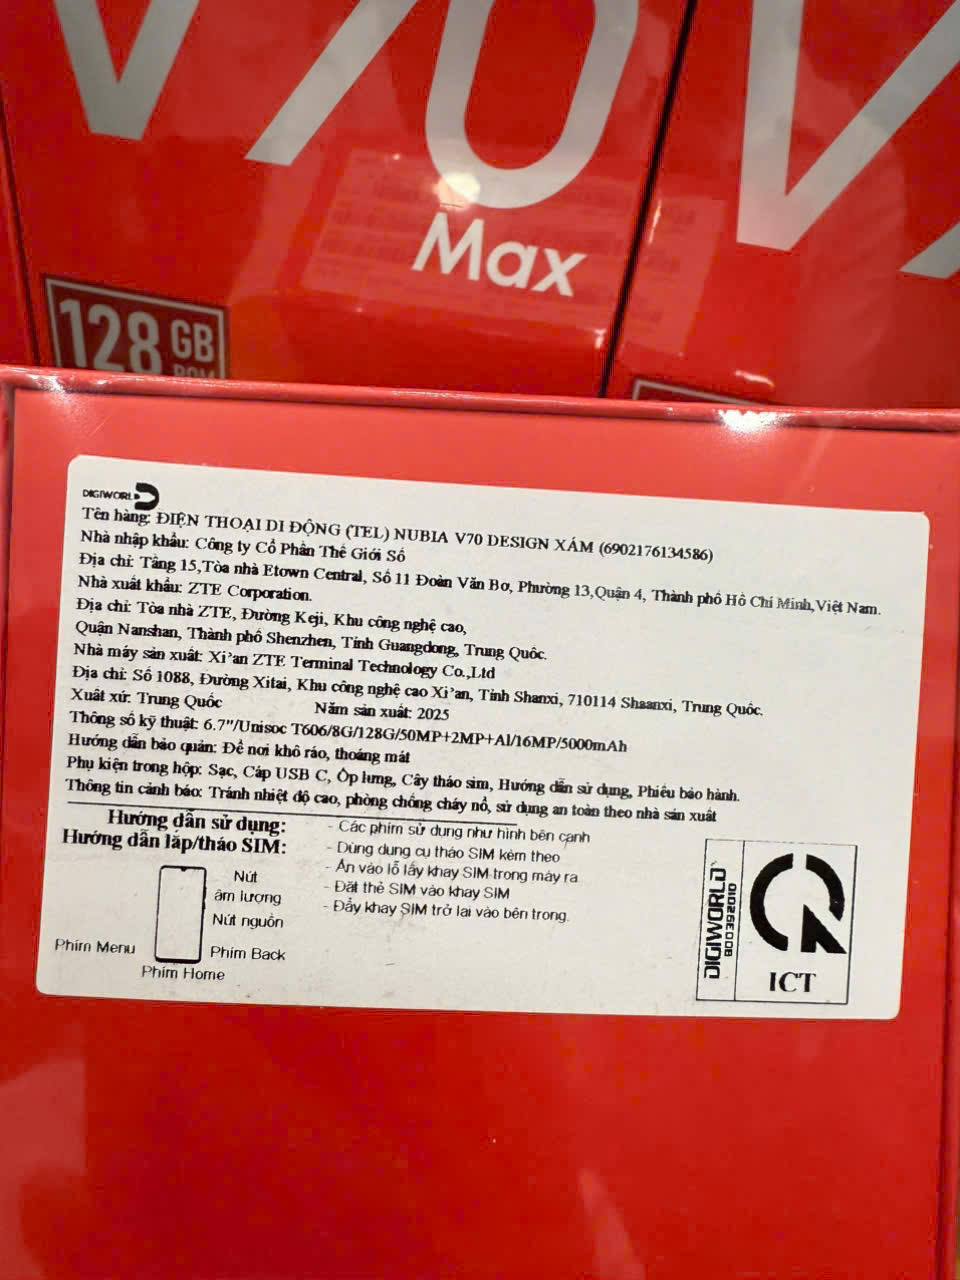 V70
Max
128 GB
DIGIWORLD
Tên hàng: ĐIỆN THOẠI DI ĐỘNG (TEL) NUBIA V70 DESIGN XÁM (6902176134586)
Nhà nhập khẩu: Công ty Cổ Phần Thế Giới Số
Địa chỉ: Tầng 15,Tòa nhà Etown Central, Số 11 Đoàn Văn Bơ, Phường 13,Quận 4, Thành phố Hồ Chí Minh,Việt Nam.
Nhà xuất khẩu: ZTE Corporation.
Địa chỉ: Tòa nhà ZTE, Đường Keji, Khu công nghệ cao,
Quận Nanshan, Thành phố Shenzhen, Tỉnh Guangdong, Trung Quốc.
Nhà máy sản xuất: Xi’an ZTE Terminal Technology Co.,Ltd
Địa chỉ: Số 1088, Đường Xitai, Khu công nghệ cao Xi’an, Tỉnh Shanxi, 710114 Shaanxi, Trung Quốc.
Xuất xứ: Trung Quốc Năm sản xuất: 2025
Thông số kỹ thuật: 6.7"/Unisoc T606/8G/128G/50MP+2MP+AI/16MP/5000mAh
Hướng dẫn bảo quản: Để nơi khô ráo, thoáng mát
Phụ kiện trong hộp: Sạc, Cáp USB C, Ốp lưng, Cây tháo sim, Hướng dẫn sử dụng, Phiếu bảo hành.
Thông tin cảnh báo: Tránh nhiệt độ cao, phòng chống cháy nổ, sử dụng an toàn theo nhà sản xuất
Hướng dẫn sử dụng: - Các phím sử dụng như hình bên cạnh
Hướng dẫn lắp/tháo SIM: - Dùng dụng cụ tháo SIM kèm theo
- Ấn vào lỗ lấy khay SIM trong máy ra
- Đặt thẻ SIM vào khay SIM
- Đẩy khay SIM trở lại vào bên trong.
Nút
âm lượng
Nút nguồn
Phím Menu
Phím Back
Phím Home
DIGIWORLD
ICT